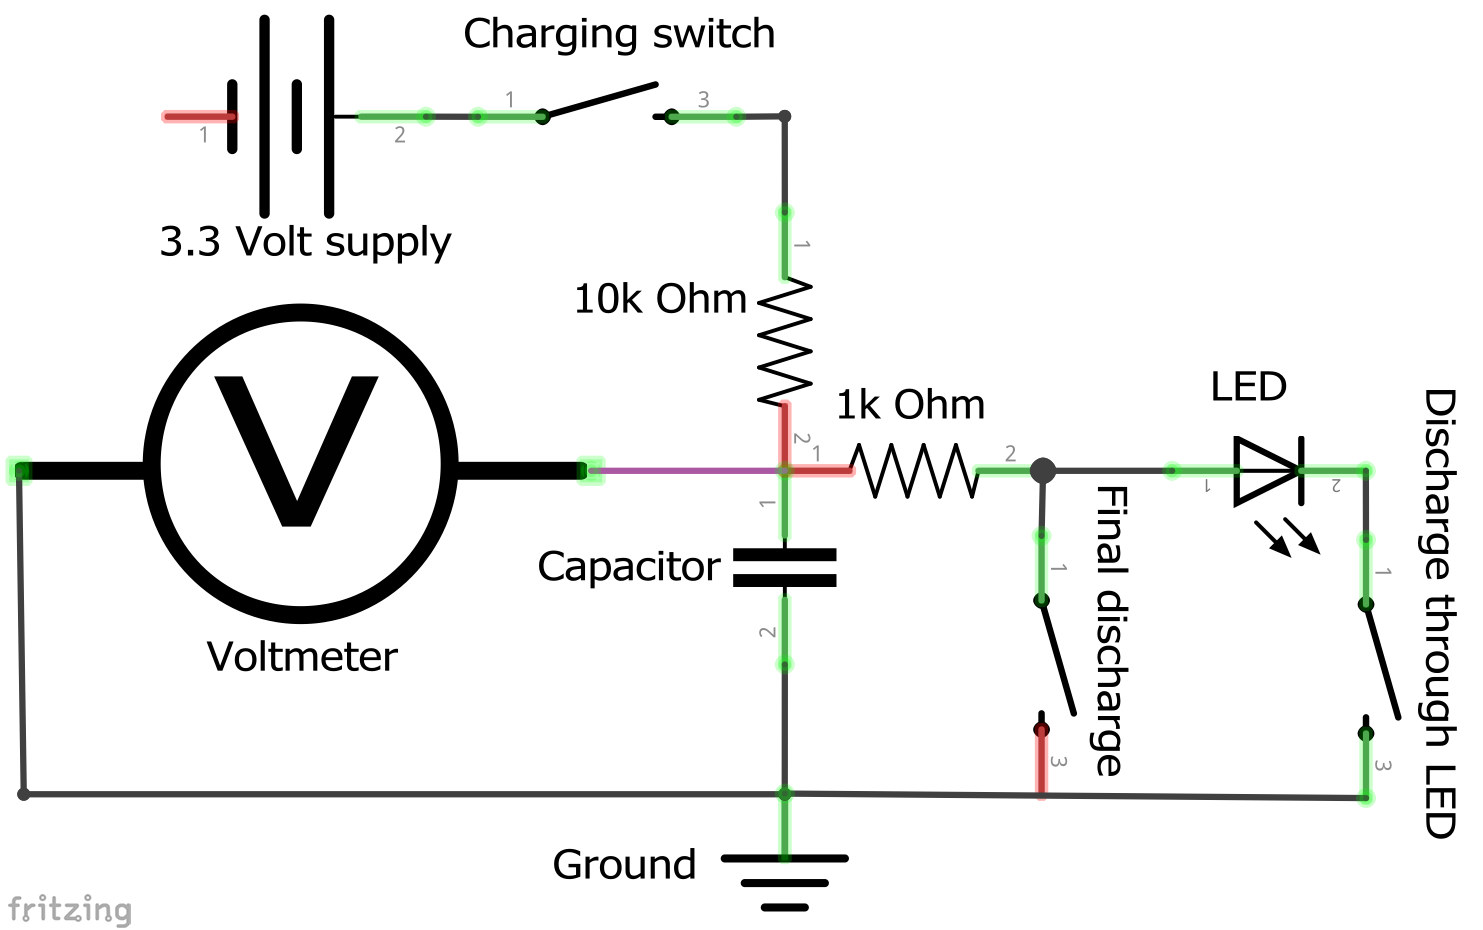 Charging switch
1
3
1
2
3.3 Volt supply
1
10k Ohm
2
1k Ohm
1
2
LED
1
2
V
Voltmeter
1
Capacitor
2
Final discharge
1
3
Discharge through LED
1
3
Ground
fritzing